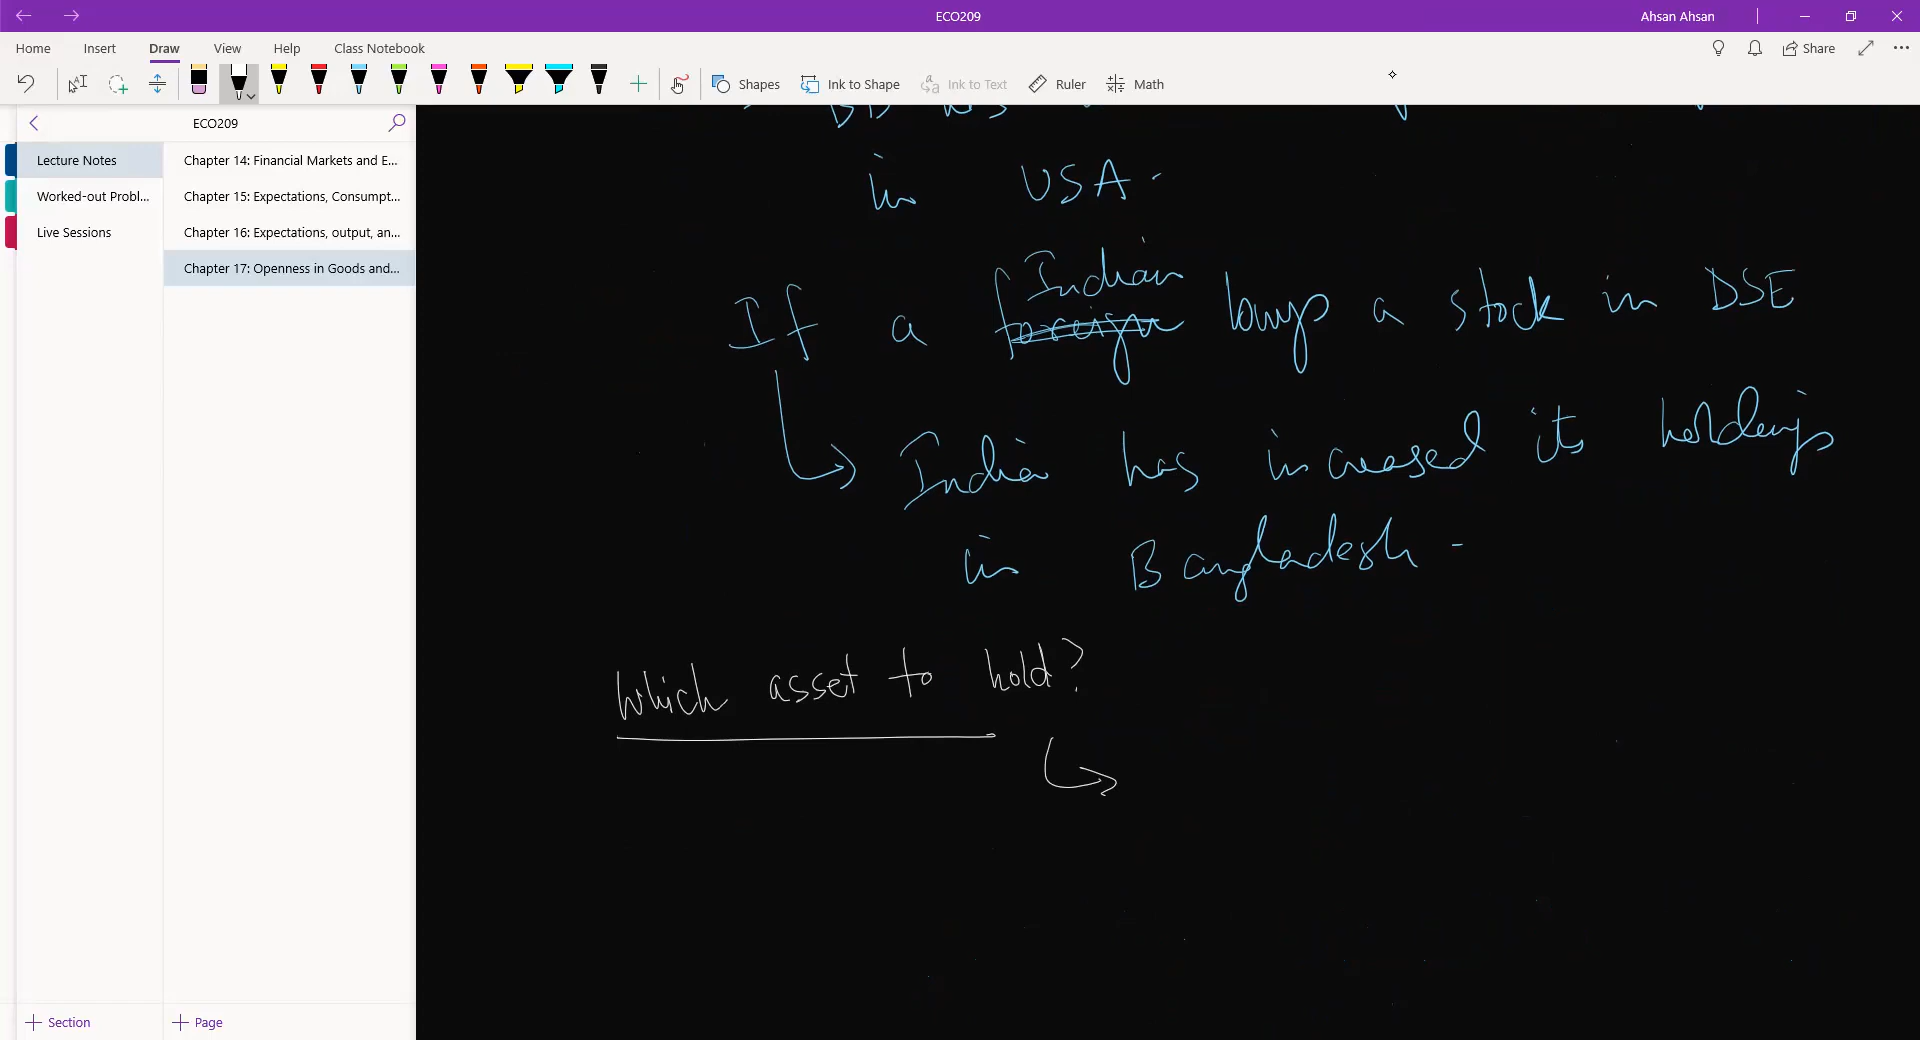 ECO209
Ahsan Ahsan
Home Insert Draw View Help Class Notebook
Share
Shapes Ink to Shape Ink to Text Ruler Math
ECO209
Lecture Notes
Worked-out Probl...
Live Sessions
Chapter 14: Financial Markets and E...
Chapter 15: Expectations, Consumpt...
Chapter 16: Expectations, output, an...
Chapter 17: Openness in Goods and...
Section
Page
BD has
in USA.
Indian
If a foreign buys a stock in DSE
India has increased its holdings
in Bangladesh -
Which asset to hold?